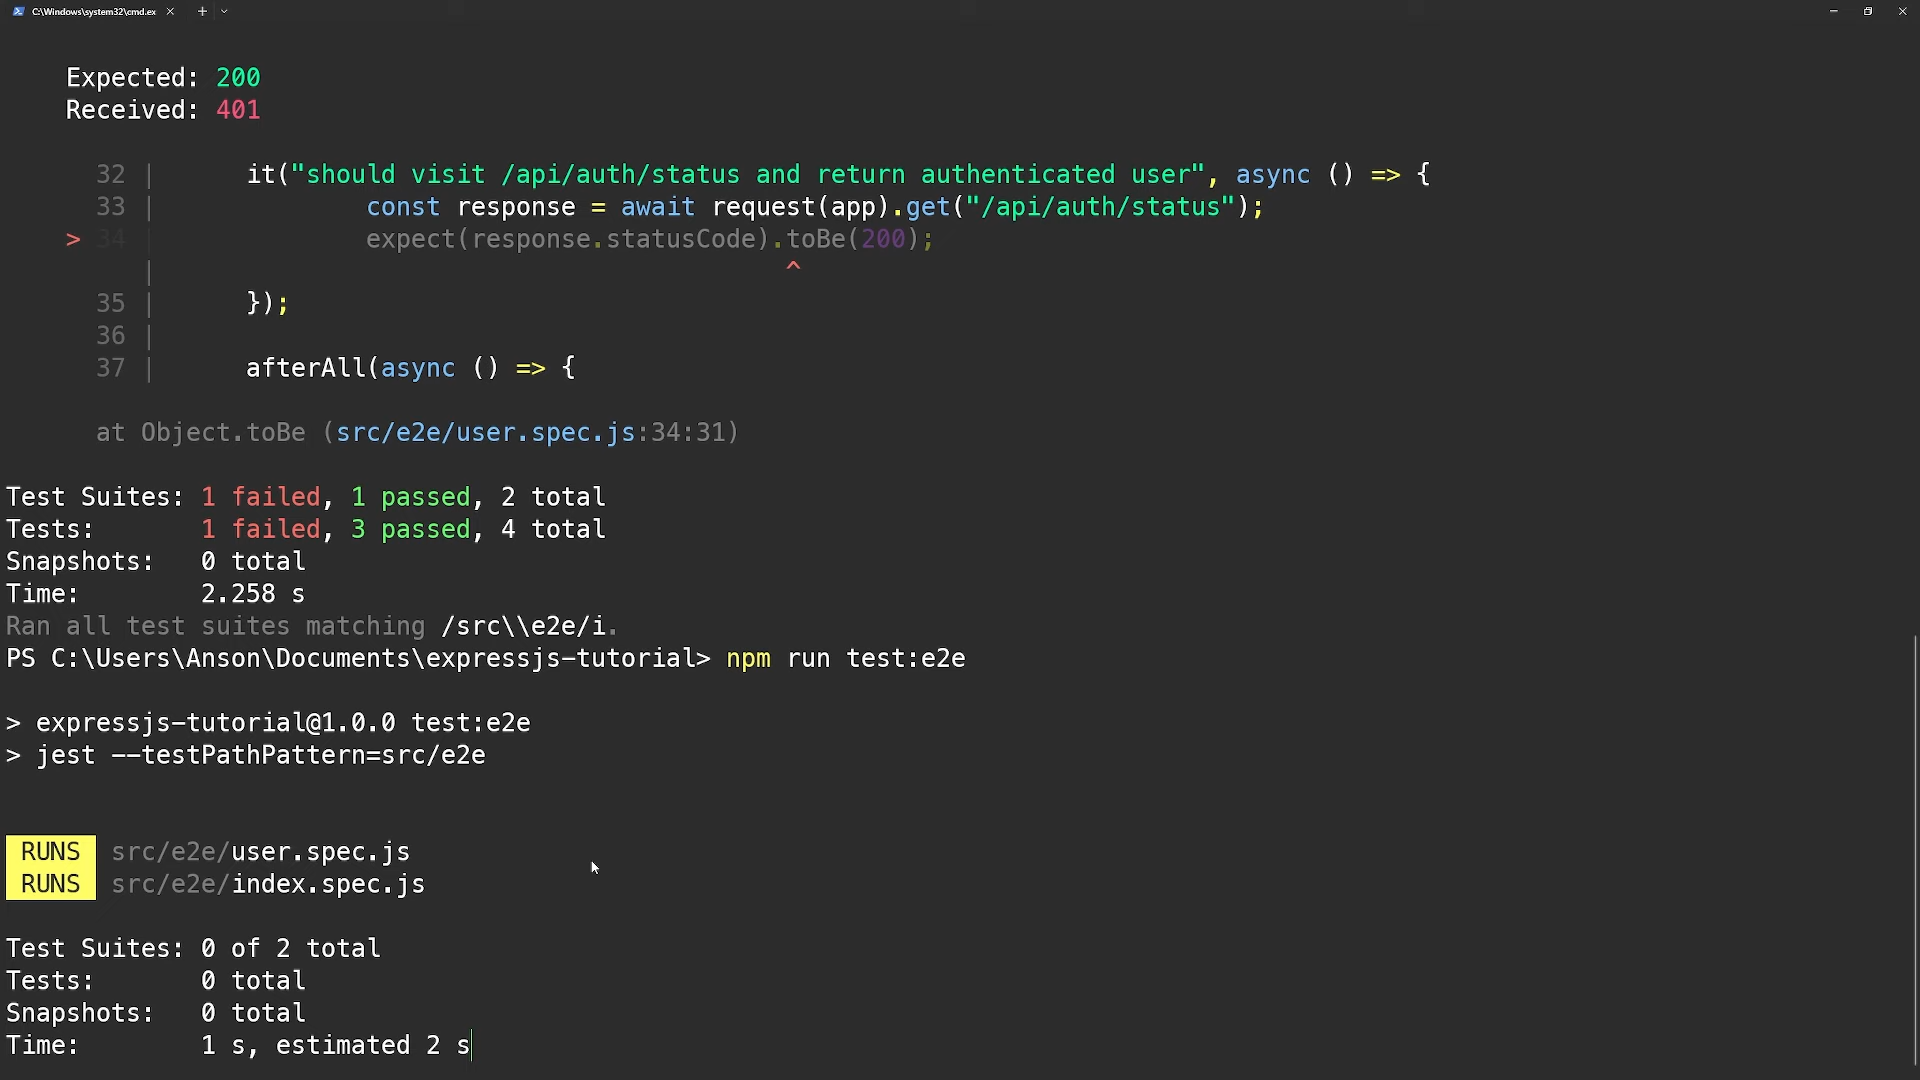 C:\Windows\system32\cmd.ex
Expected: 200
Received: 401
32 | it("should visit /api/auth/status and return authenticated user", async () => {
33 | const response = await request(app).get("/api/auth/status");
> 34 | expect(response.statusCode).toBe(200);
| ^
35 | });
36 |
37 | afterAll(async () => {
at Object.toBe (src/e2e/user.spec.js:34:31)
Test Suites: 1 failed, 1 passed, 2 total
Tests: 1 failed, 3 passed, 4 total
Snapshots: 0 total
Time: 2.258 s
Ran all test suites matching /src\\e2e/i.
PS C:\Users\Anson\Documents\expressjs-tutorial> npm run test:e2e
> expressjs-tutorial@1.0.0 test:e2e
> jest --testPathPattern=src/e2e
RUNS src/e2e/user.spec.js
RUNS src/e2e/index.spec.js
Test Suites: 0 of 2 total
Tests: 0 total
Snapshots: 0 total
Time: 1 s, estimated 2 s